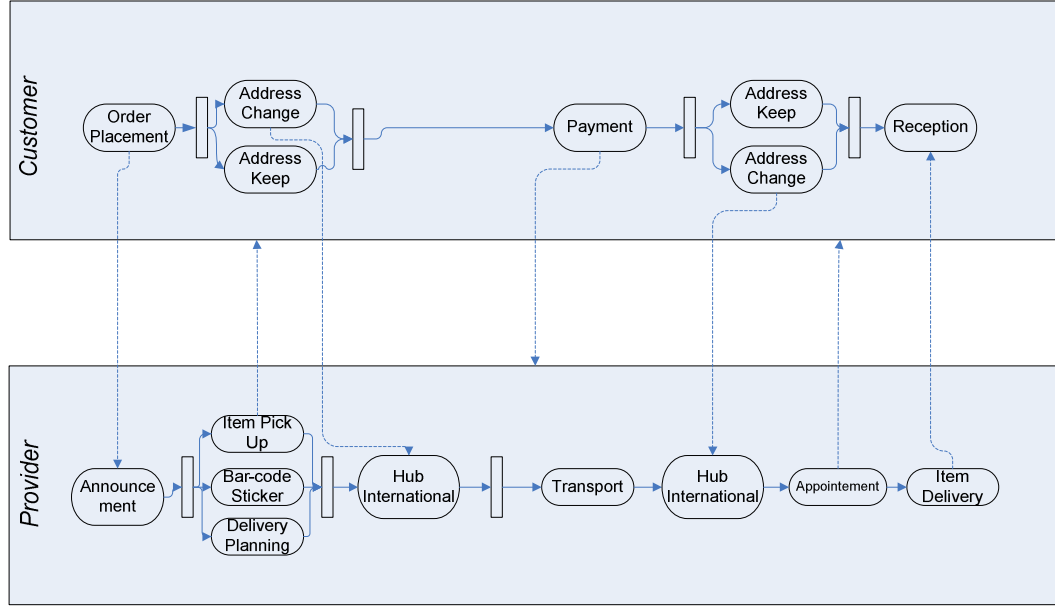 Customer
Order
Placement
Address
Change
Address
Keep
Payment
Address
Keep
Address
Change
Reception
Provider
Announce
ment
Item Pick
Up
Bar-code
Sticker
Delivery
Planning
Hub
International
Transport
Hub
International
Appointement
Item
Delivery